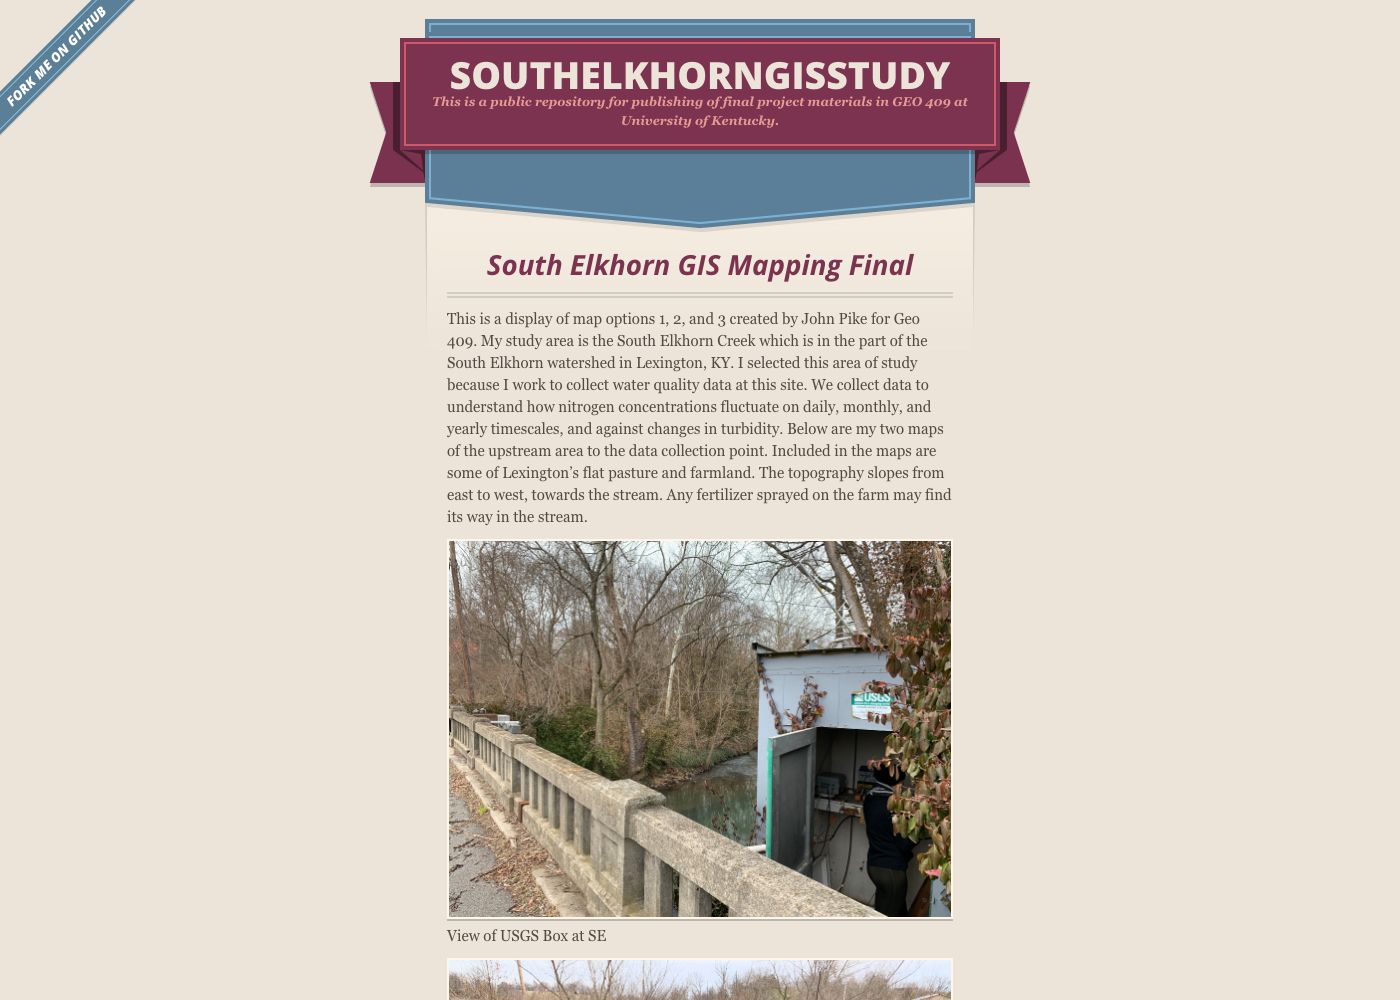 FORK ME ON GITHUB
SOUTHELKHORNGISSTUDY
This is a public repository for publishing of final project materials in GEO 409 at
University of Kentucky.
South Elkhorn GIS Mapping Final
This is a display of map options 1, 2, and 3 created by John Pike for Geo
409. My study area is the South Elkhorn Creek which is in the part of the
South Elkhorn watershed in Lexington, KY. I selected this area of study
because I work to collect water quality data at this site. We collect data to
understand how nitrogen concentrations fluctuate on daily, monthly, and
yearly timescales, and against changes in turbidity. Below are my two maps
of the upstream area to the data collection point. Included in the maps are
some of Lexington’s flat pasture and farmland. The topography slopes from
east to west, towards the stream. Any fertilizer sprayed on the farm may find
its way in the stream.
USGS
View of USGS Box at SE